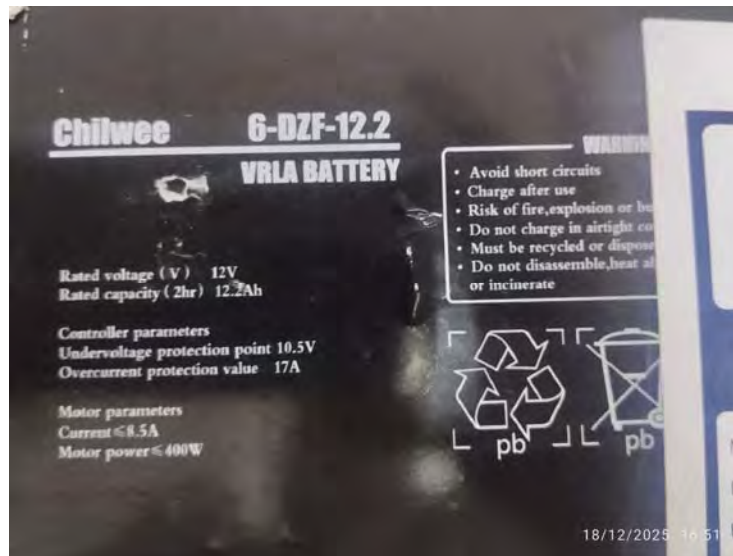 Chilwee 6-DZF-12.2
VRLA BATTERY
Rated voltage (V) 12V
Rated capacity (2hr) 12.2Ah
Controller parameters
Undervoltage protection point 10.5V
Overcurrent protection value 17A
Motor parameters
Current≤8.5A
Motor power≤400W
• Avoid short circuits
• Charge after use
• Risk of fire,explosion or
• Do not charge in airtight
• Must be recycled or
• Do not disassemble,heat
or incinerate
pb
pb
18/12/2025 16:51